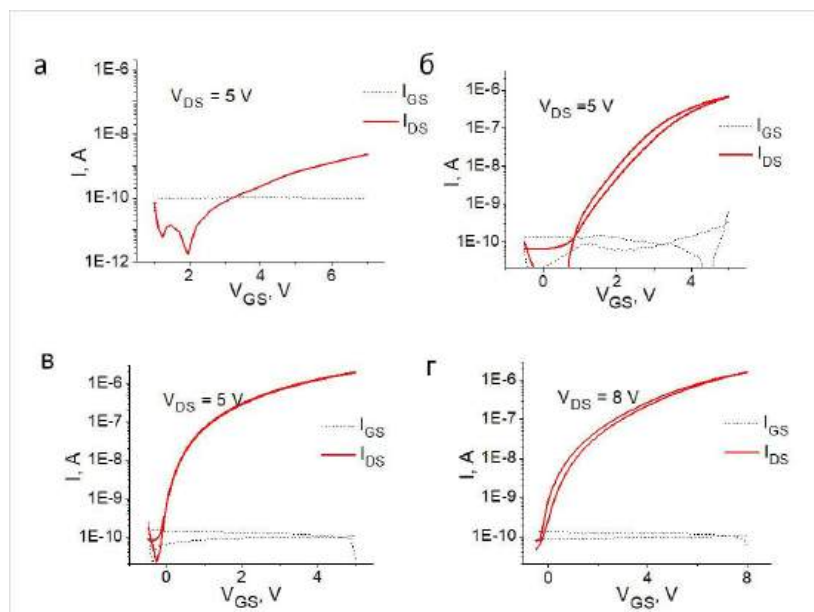 а
1E-6
1E-8
1E-10
1E-12
I, A
V_DS = 5 V
I_GS
I_DS
2 4 6
V_GS, V
б
1E-6
1E-7
1E-8
1E-9
1E-10
I, A
V_DS =5 V
I_GS
I_DS
0 2 4
V_GS, V
в
1E-6
1E-7
1E-8
1E-9
1E-10
I, A
V_DS = 5 V
I_GS
I_DS
0 2 4
V_GS, V
г
1E-6
1E-7
1E-8
1E-9
1E-10
I, A
V_DS = 8 V
I_GS
I_DS
0 4 8
V_GS, V